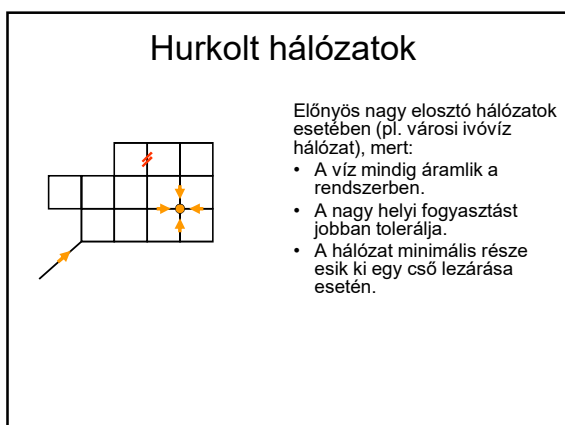 Hurkolt hálózatok
Előnyös nagy elosztó hálózatok
esetében (pl. városi ivóvíz
hálózat), mert:
• A víz mindig áramlik a
rendszerben.
• A nagy helyi fogyasztást
jobban tolerálja.
• A hálózat minimális része
esik ki egy cső lezárása
esetén.